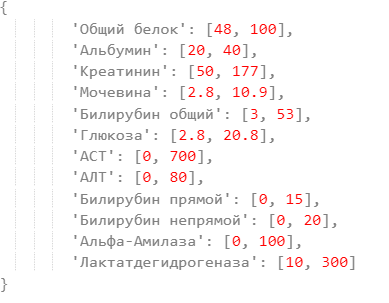 {
'Общий белок': [48, 100],
'Альбумин': [20, 40],
'Креатинин': [50, 177],
'Мочевина': [2.8, 10.9],
'Билирубин общий': [3, 53],
'Глюкоза': [2.8, 20.8],
'АСТ': [0, 700],
'АЛТ': [0, 80],
'Билирубин прямой': [0, 15],
'Билирубин непрямой': [0, 20],
'Альфа-Амилаза': [0, 100],
'Лактатдегидрогеназа': [10, 300]
}